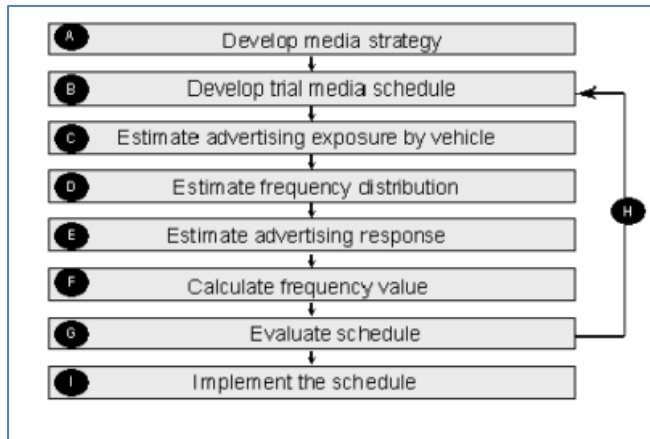 A Develop media strategy
B Develop trial media schedule
C Estimate advertising exposure by vehicle
D Estimate frequency distribution
H
E Estimate advertising response
F Calculate frequency value
G Evaluate schedule
I Implement the schedule